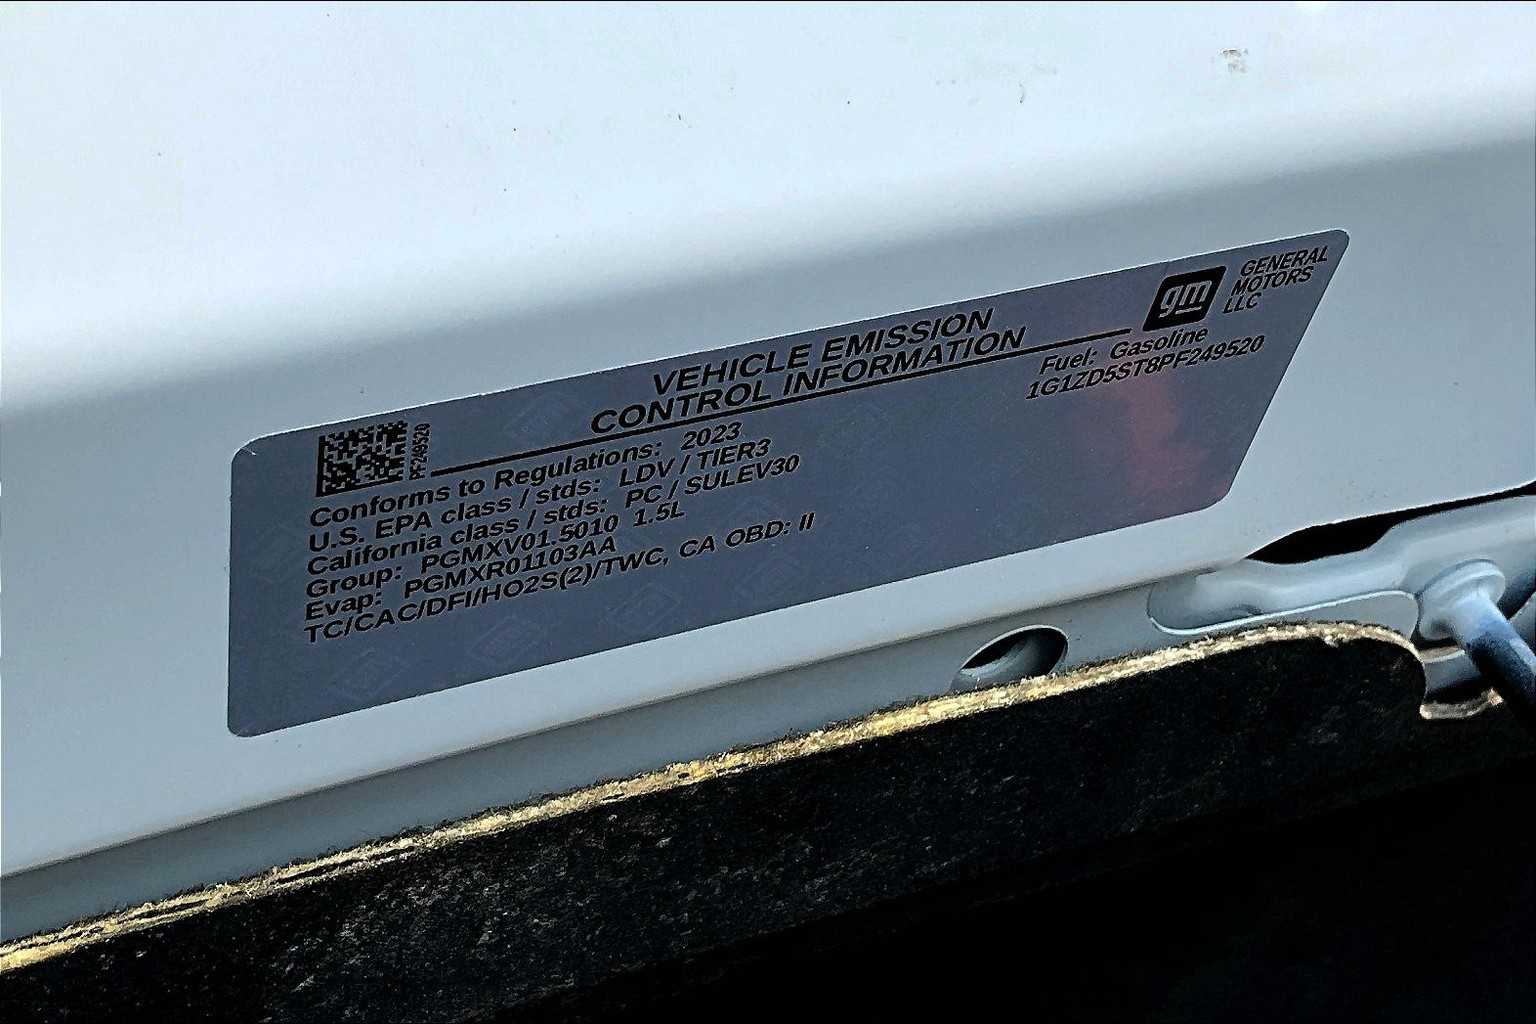 VEHICLE EMISSION
CONTROL INFORMATION
gm
GENERAL
MOTORS
LLC
Fuel: Gasoline
1G1ZD5ST8PF249520
PF249520
Conforms to Regulations: 2023
U.S. EPA class / stds: LDV / TIER3
California class / stds: PC / SULEV30
Group: PGMXV01.5010 1.5L
Evap: PGMXR01103AA
TC/CAC/DFI/HO2S(2)/TWC, CA OBD: II